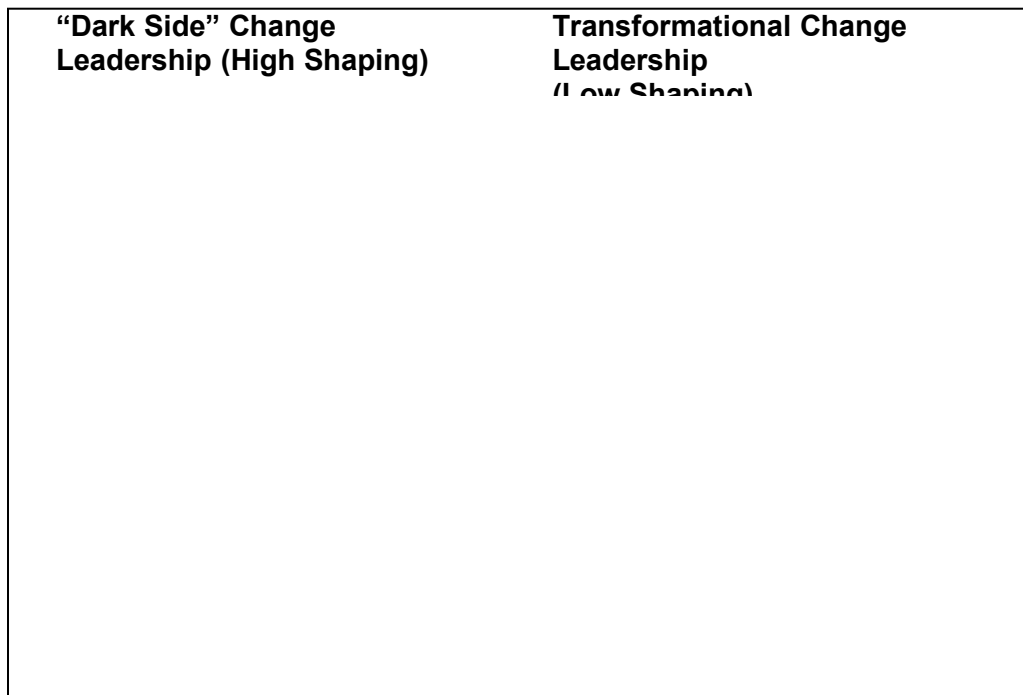 “Dark Side” Change
Leadership (High Shaping)
Transformational Change
Leadership
(Low Shaping)